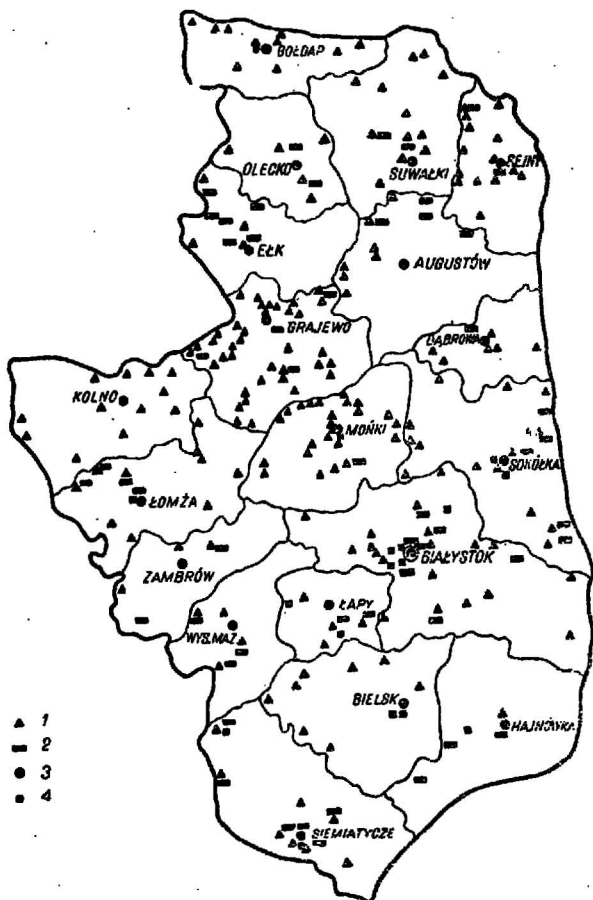 BOŁDAP
OLECKO
SUWAŁKI
SEJNY
EŁK
AUGUSTÓW
GRAJEWO
DĄBROWA
KOLNO
MOŃKI
SOKÓŁKA
ŁOMŻA
BIAŁYSTOK
ZAMBRÓW
ŁAPY
WYS.MAZ
BIELSK
HAJNÓWKA
1
2
3
4
SIEMIATYCZE